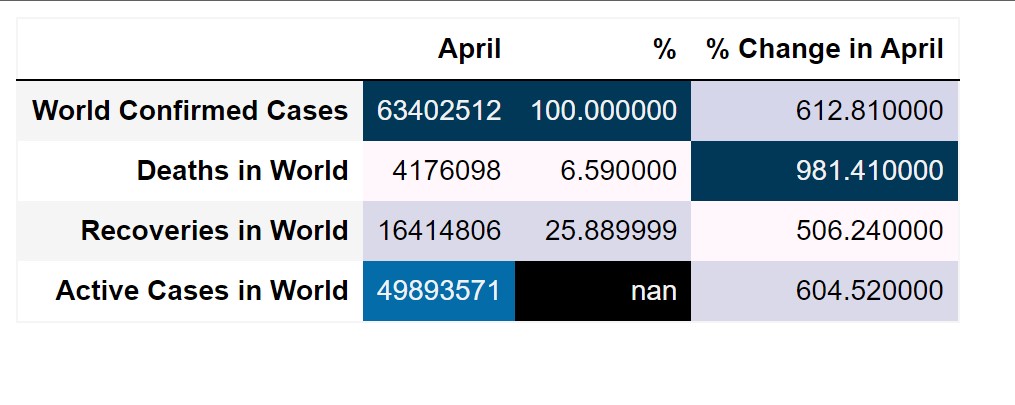 April % % Change in April
World Confirmed Cases 63402512 100.000000 612.810000
Deaths in World 4176098 6.590000 981.410000
Recoveries in World 16414806 25.889999 506.240000
Active Cases in World 49893571 nan 604.520000